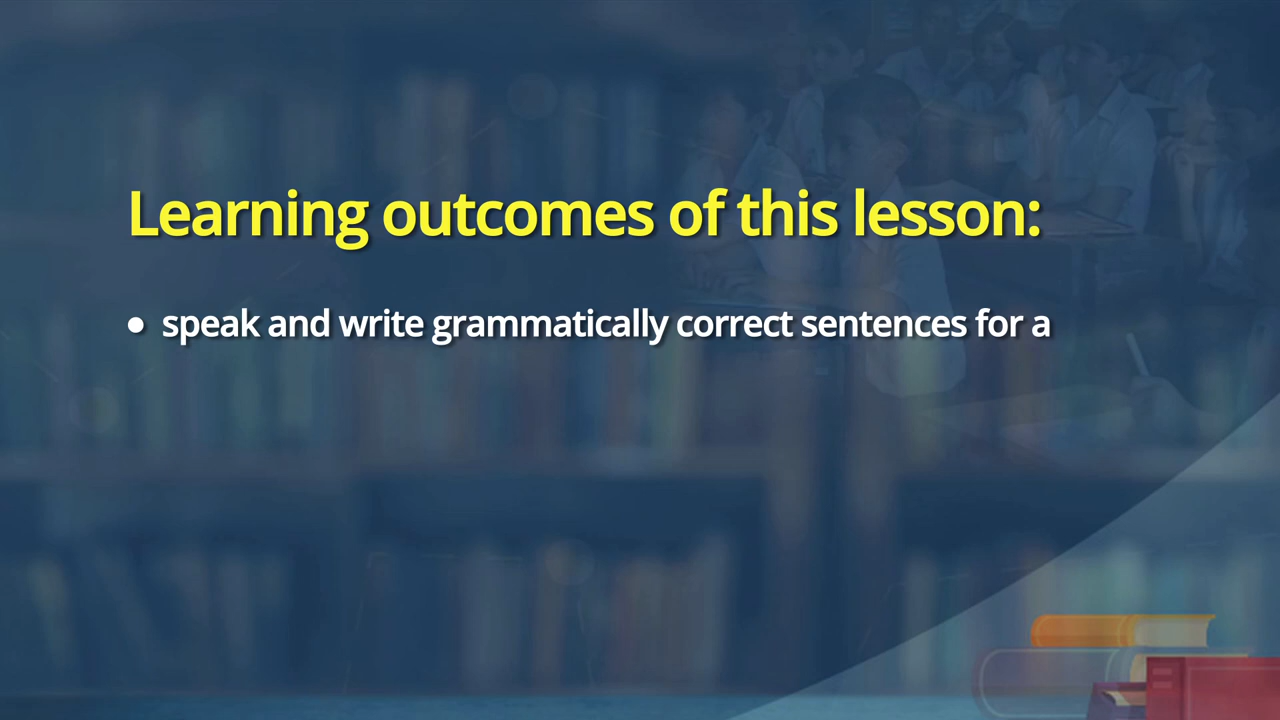 Learning outcomes of this lesson:
• speak and write grammatically correct sentences for a